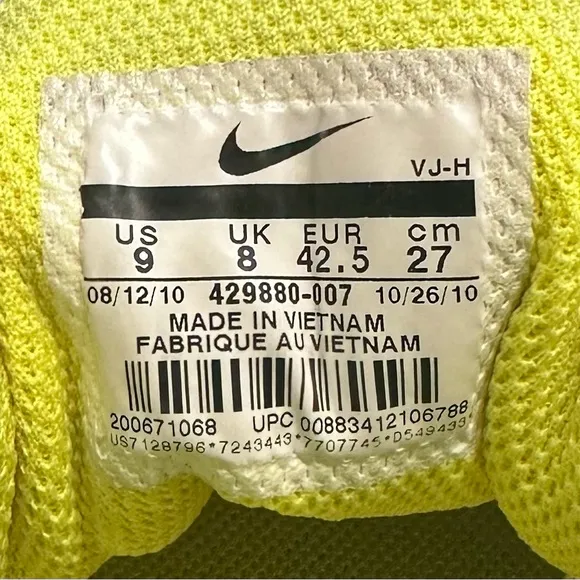 VJ-H
US UK EUR cm
9 8 42.5 27
08/12/10 429880-007 10/26/10
MADE IN VIETNAM
FABRIQUE AU VIETNAM
200671068 UPC 00883412106788
US7128796*7243443*7707745*D549433